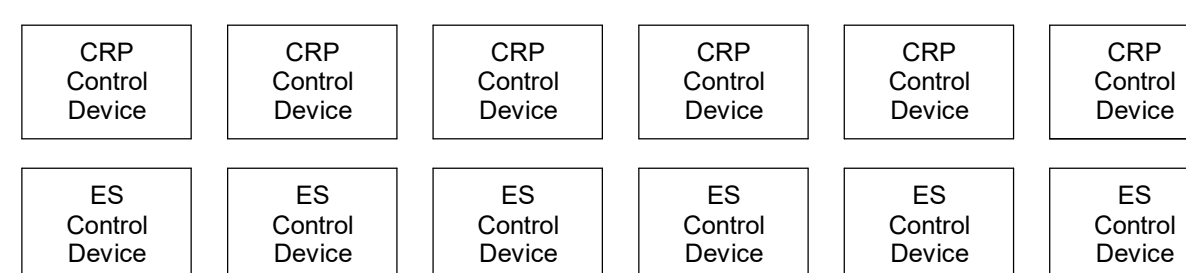 CRP
Control
Device
CRP
Control
Device
CRP
Control
Device
CRP
Control
Device
CRP
Control
Device
CRP
Control
Device
ES
Control
Device
ES
Control
Device
ES
Control
Device
ES
Control
Device
ES
Control
Device
ES
Control
Device